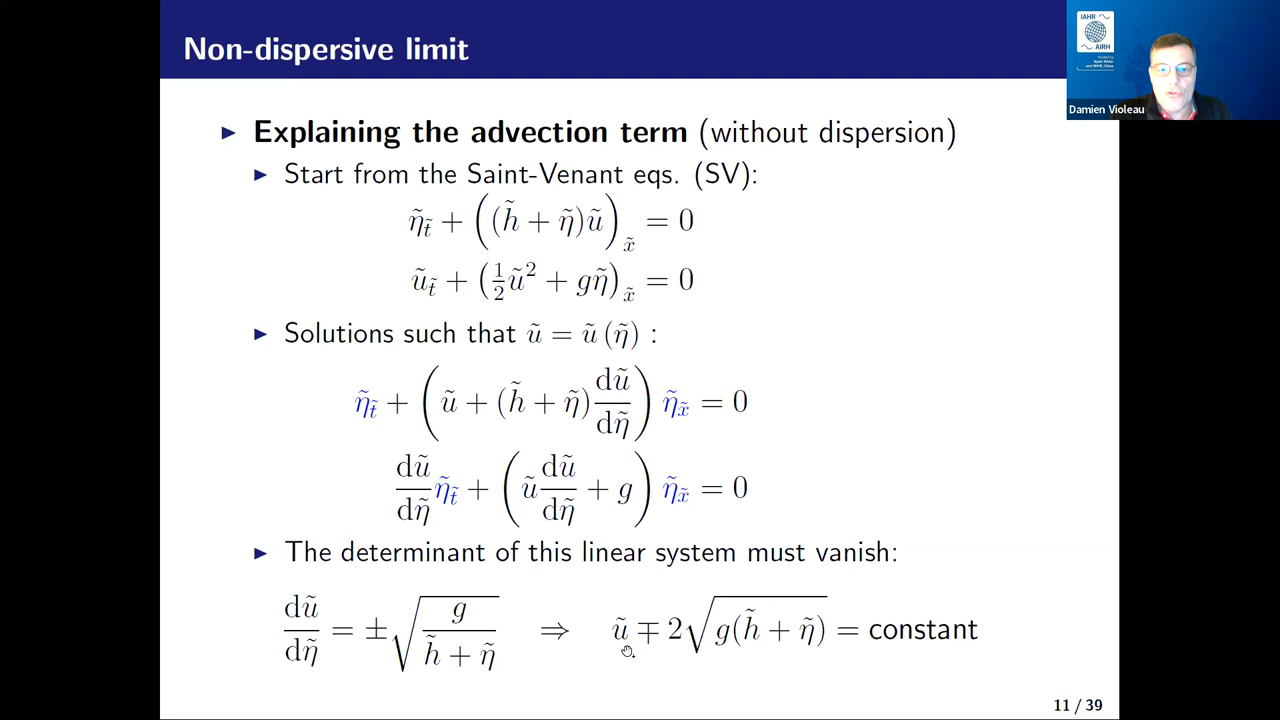 Non-dispersive limit
IAHR
AIRH
Damien Violeau
▶ Explaining the advection term (without dispersion)
▶ Start from the Saint-Venant eqs. (SV):
η̃_t̃ + ((h̃ + η̃)ũ)_x̃ = 0
ũ_t̃ + (½ũ² + gη̃)_x̃ = 0
▶ Solutions such that ũ = ũ (η̃) :
η̃_t̃ + (ũ + (h̃ + η̃) dũ/dη̃) η̃_x̃ = 0
dũ/dη̃ η̃_t̃ + (ũ dũ/dη̃ + g) η̃_x̃ = 0
▶ The determinant of this linear system must vanish:
dũ/dη̃ = ±√(g/(h̃ + η̃)) ⇒ ũ ∓ 2√(g(h̃ + η̃)) = constant
11 / 39